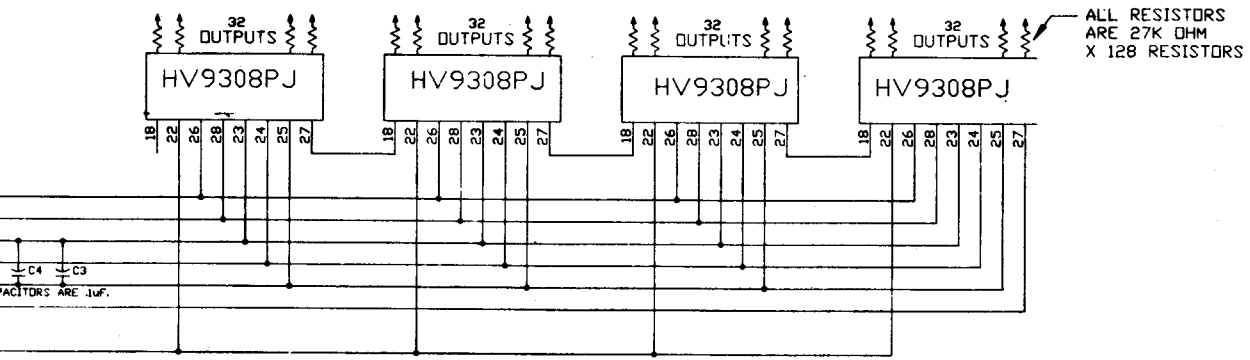 32
OUTPUTS
32
OUTPUTS
32
OUTPUTS
32
OUTPUTS
ALL RESISTORS
ARE 27K OHM
X 128 RESISTORS
HV9308PJ
HV9308PJ
HV9308PJ
HV9308PJ
18 22 26 28 23 24 25 27
18 22 26 28 23 24 25 27
18 22 26 28 23 24 25 27
18 22 26 28 23 24 25 27
C4 C3
PACITORS ARE .1uF.